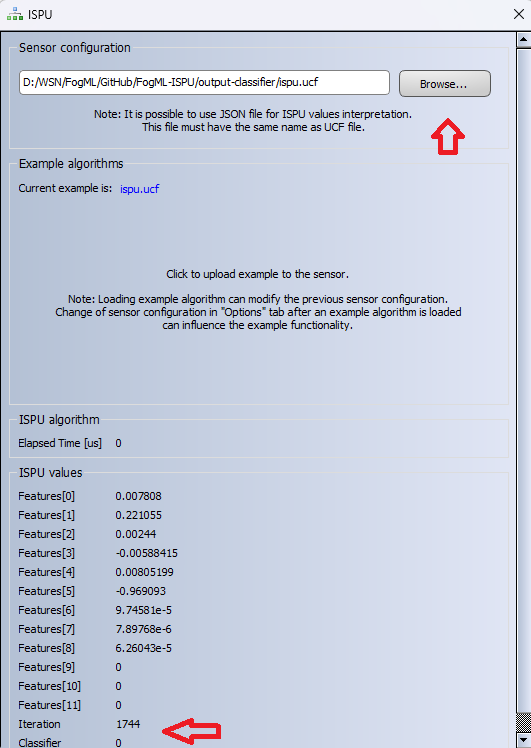 ISPU
Sensor configuration
D:/WSN/FogML/GitHub/FogML-ISPU/output-classifier/ispu.ucf
Browse...
Note: It is possible to use JSON file for ISPU values interpretation.
This file must have the same name as UCF file.
Example algorithms
Current example is: ispu.ucf
Click to upload example to the sensor.
Note: Loading example algorithm can modify the previous sensor configuration.
Change of sensor configuration in "Options" tab after an example algorithm is loaded
can influence the example functionality.
ISPU algorithm
Elapsed Time [us] 0
ISPU values
Features[0] 0.007808
Features[1] 0.221055
Features[2] 0.00244
Features[3] -0.00588415
Features[4] 0.00805199
Features[5] -0.969093
Features[6] 9.74581e-5
Features[7] 7.89768e-6
Features[8] 6.26043e-5
Features[9] 0
Features[10] 0
Features[11] 0
Iteration 1744
Classifier 0